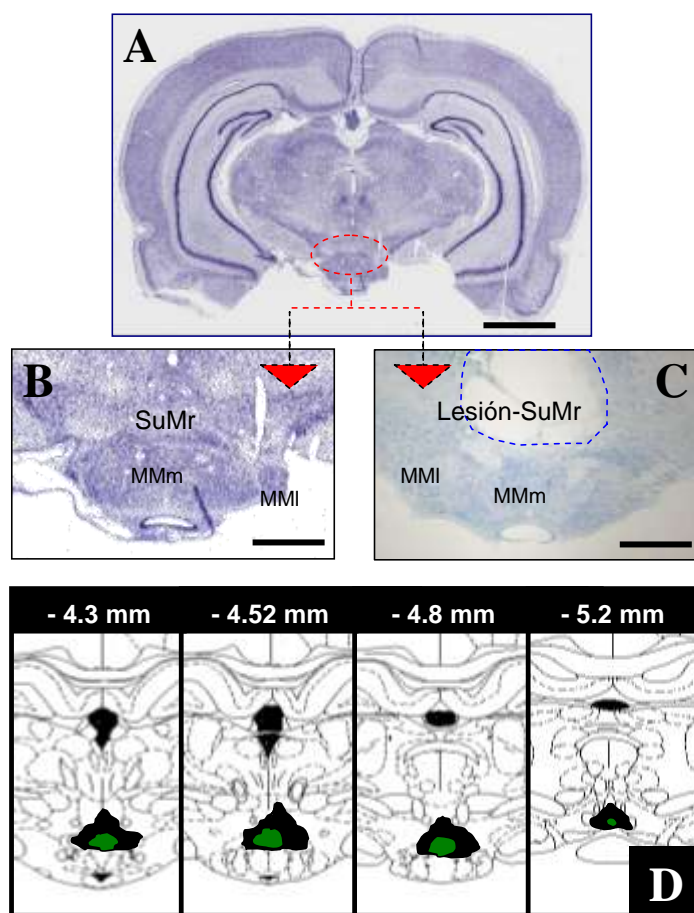 A
B
SuMr
MMm
MMl
C
Lesión-SuMr
MMl
MMm
- 4.3 mm
- 4.52 mm
- 4.8 mm
- 5.2 mm
D